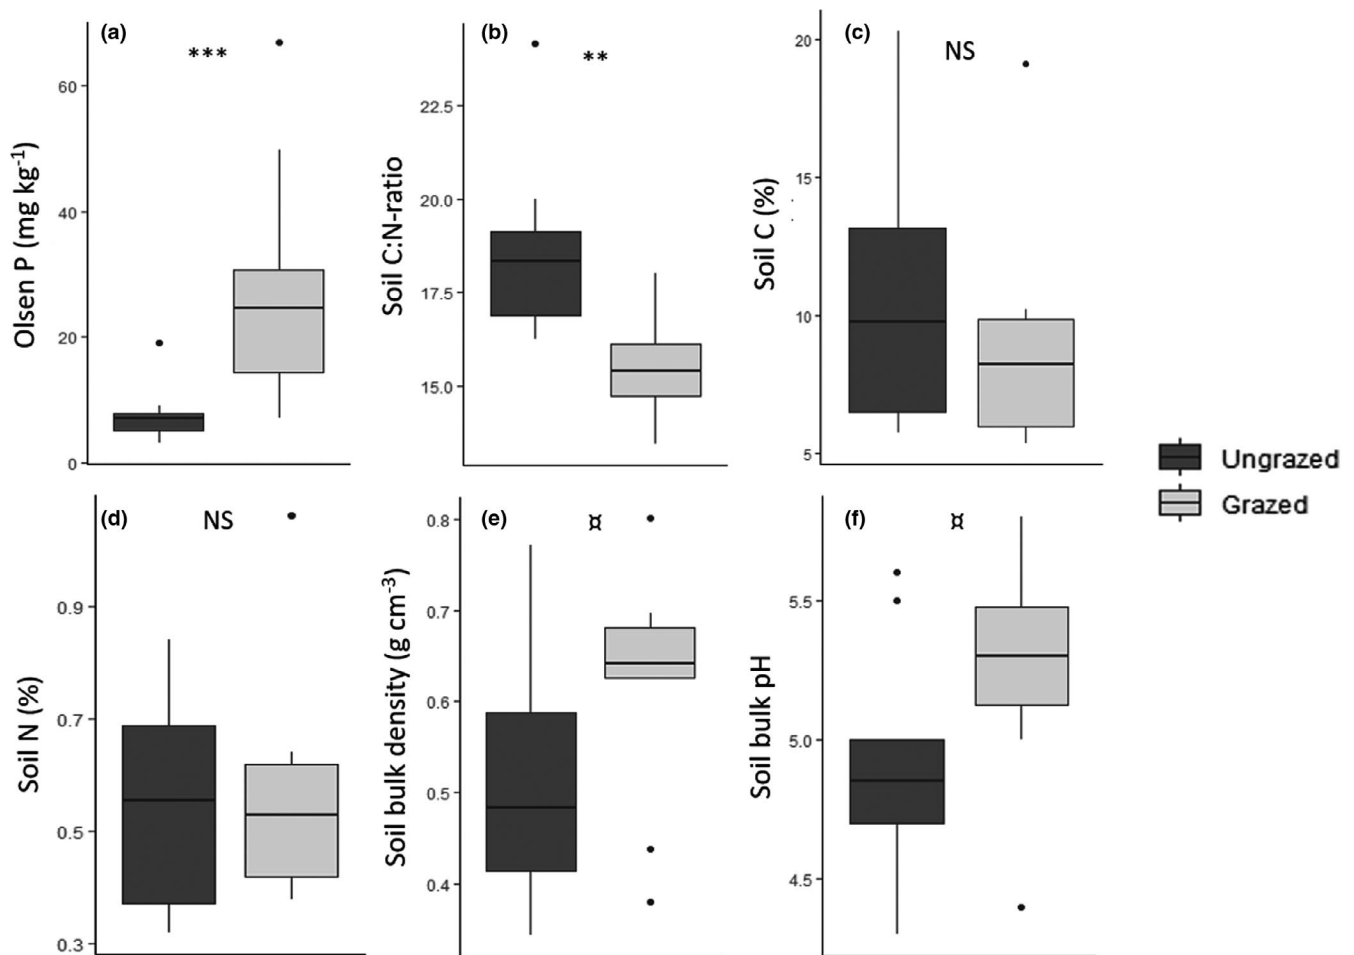 (a)
***
60
40
20
0
Olsen P (mg kg-1)
(b)
**
22.5
20.0
17.5
15.0
Soil C:N-ratio
(c)
NS
20
15
10
5
Soil C (%)
Ungrazed
Grazed
(d)
NS
0.9
0.7
0.5
0.3
Soil N (%)
(e)
¤
0.8
0.7
0.6
0.5
0.4
Soil bulk density (g cm-3)
(f)
¤
5.5
5.0
4.5
Soil bulk pH